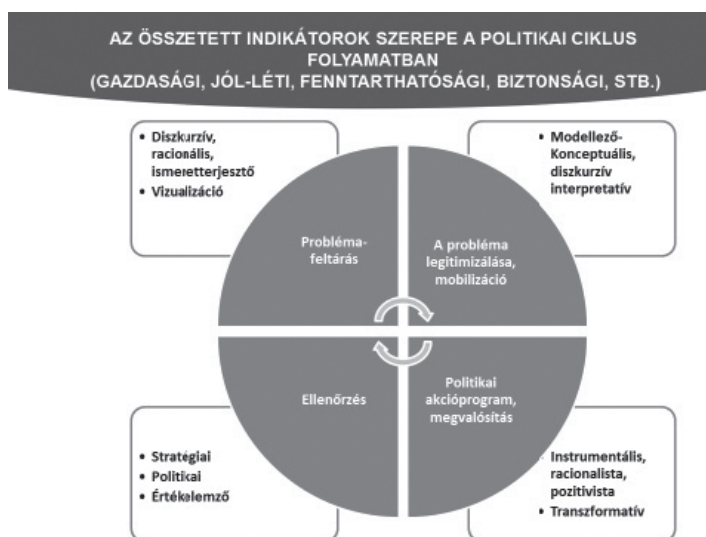 AZ ÖSSZETETT INDIKÁTOROK SZEREPE A POLITIKAI CIKLUS
FOLYAMATBAN
(GAZDASÁGI, JÓL-LÉTI, FENNTARTHATÓSÁGI, BIZTONSÁGI, STB.)
• Diszkurzív,
racionális,
ismeretterjesztő
• Vizualizáció
• Modellező-
Konceptuális,
diszkurzív
interpretatív
Probléma-
feltárás
A probléma
legitimizálása,
mobilizáció
Ellenőrzés
Politikai
akcióprogram,
megvalósítás
• Stratégiai
• Politikai
• Értékelemző
• Instrumentális,
racionalista,
pozitivista
• Transzformatív